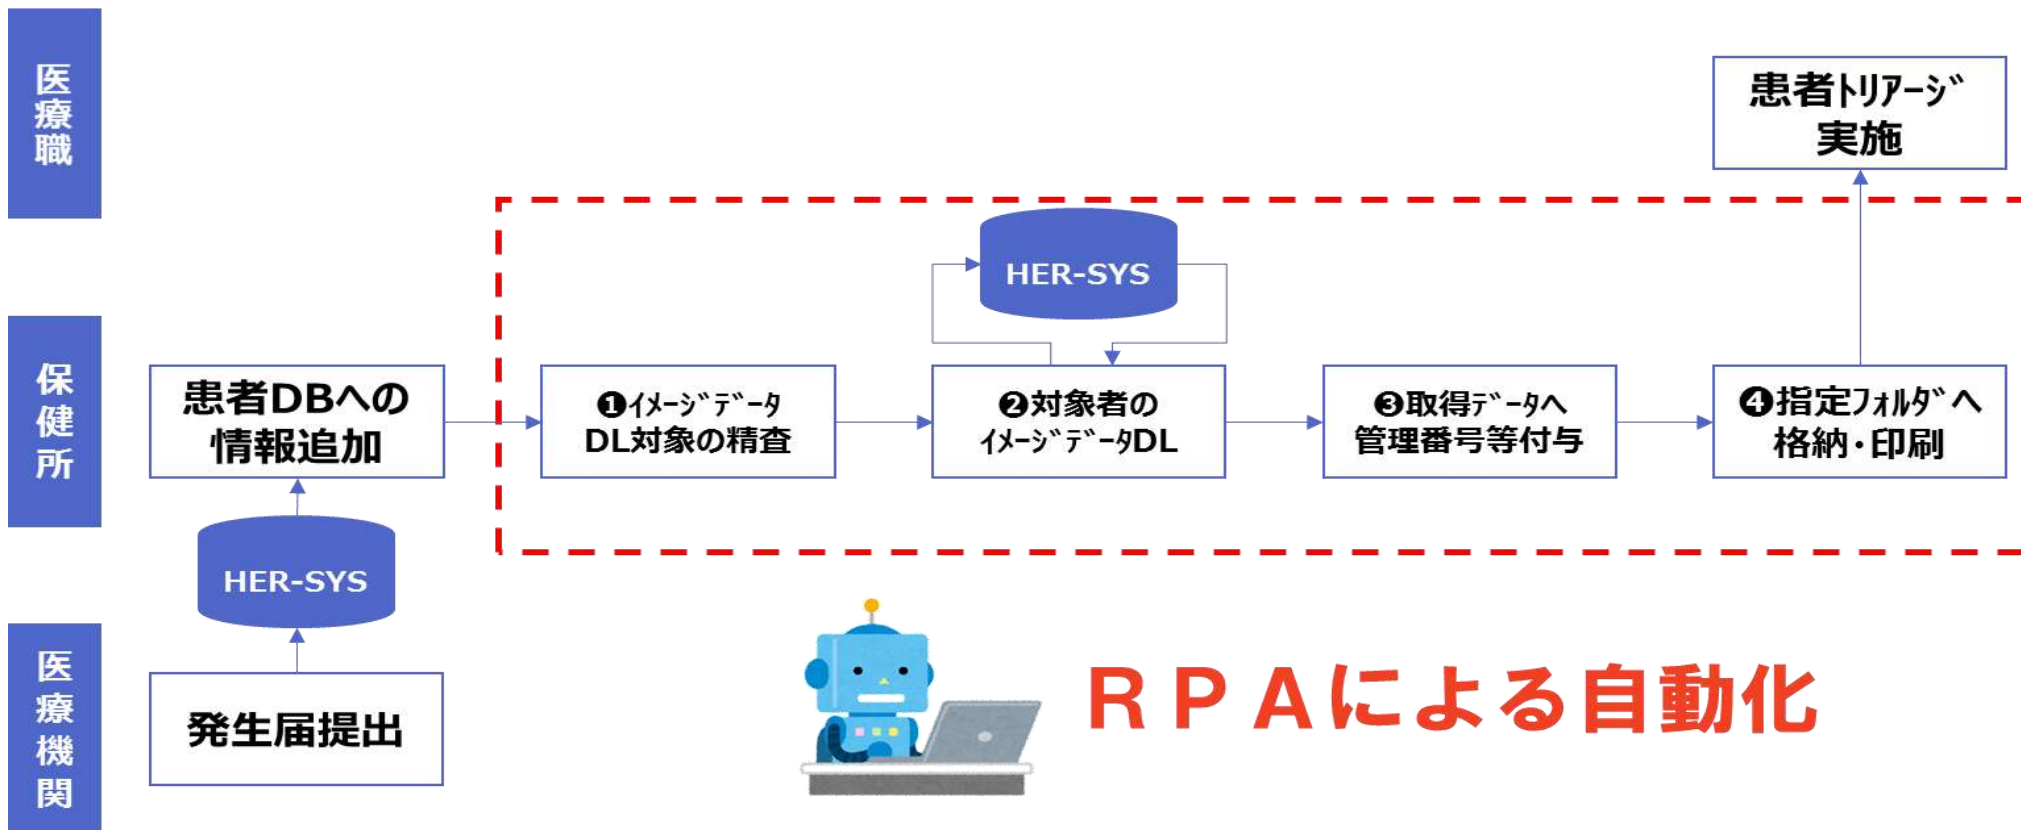 医療職
患者ﾄﾘｱｰｼﾞ
実施
HER-SYS
保健所
患者DBへの
情報追加
❶ｲﾒｰｼﾞﾃﾞｰﾀ
DL対象の精査
❷対象者の
ｲﾒｰｼﾞﾃﾞｰﾀDL
❸取得ﾃﾞｰﾀへ
管理番号等付与
❹指定ﾌｫﾙﾀﾞへ
格納・印刷
HER-SYS
医療機関
発生届提出
ＲＰＡによる自動化